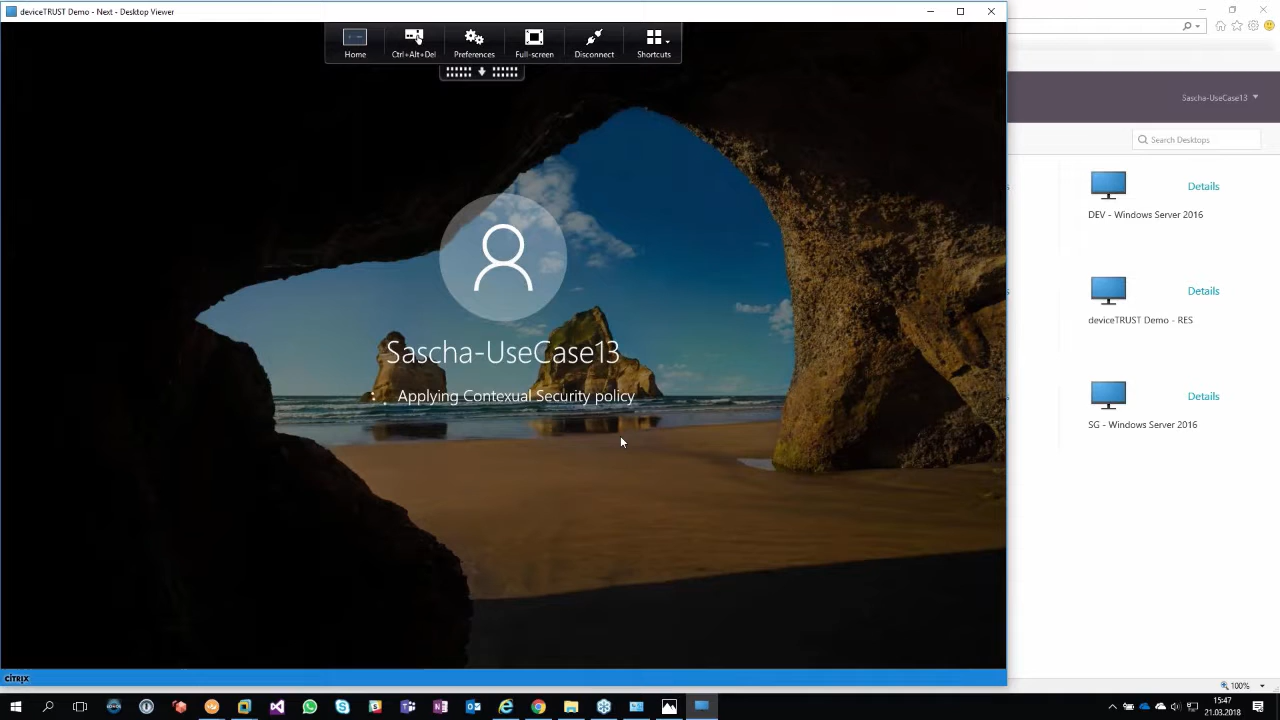 deviceTRUST Demo - Next - Desktop Viewer
Home
Ctrl+Alt+Del
Preferences
Full-screen
Disconnect
Shortcuts
Sascha-UseCase13
Search Desktops
Details
DEV - Windows Server 2016
Details
deviceTRUST Demo - RES
Details
SG - Windows Server 2016
Sascha-UseCase13
Applying Contexual Security policy
CITRIX
100%
15:47
21.03.2018